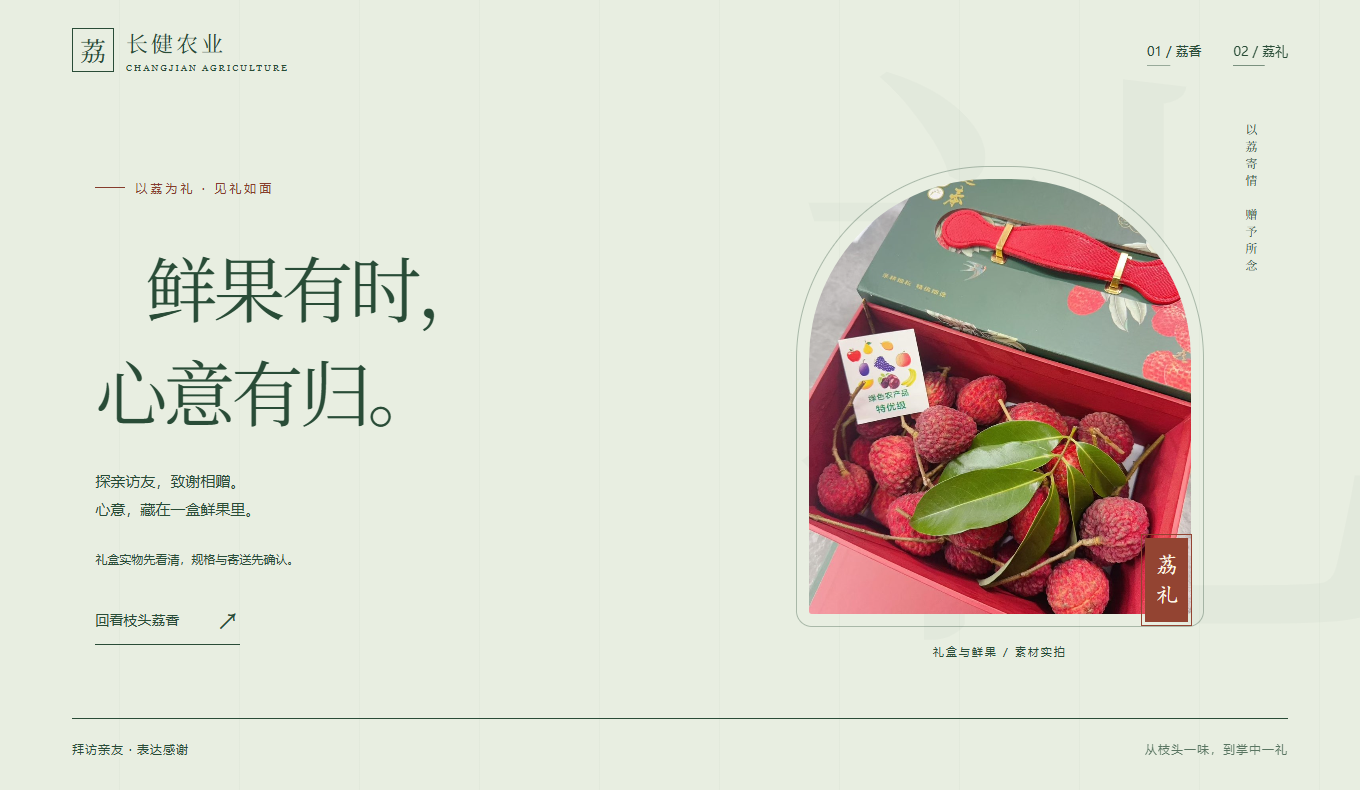 荔
长健农业
CHANGJIAN AGRICULTURE
01 / 荔香
02 / 荔礼
以荔寄情 赠予所念
以荔为礼 · 见礼如面
鲜果有时，
心意有归。
探亲访友，致谢相赠。
心意，藏在一盒鲜果里。
礼盒实物先看清，规格与寄送先确认。
回看枝头荔香
绿色农产品
特优级
荔礼
礼盒与鲜果 / 素材实拍
拜访亲友 · 表达感谢
从枝头一味，到掌中一礼
礼